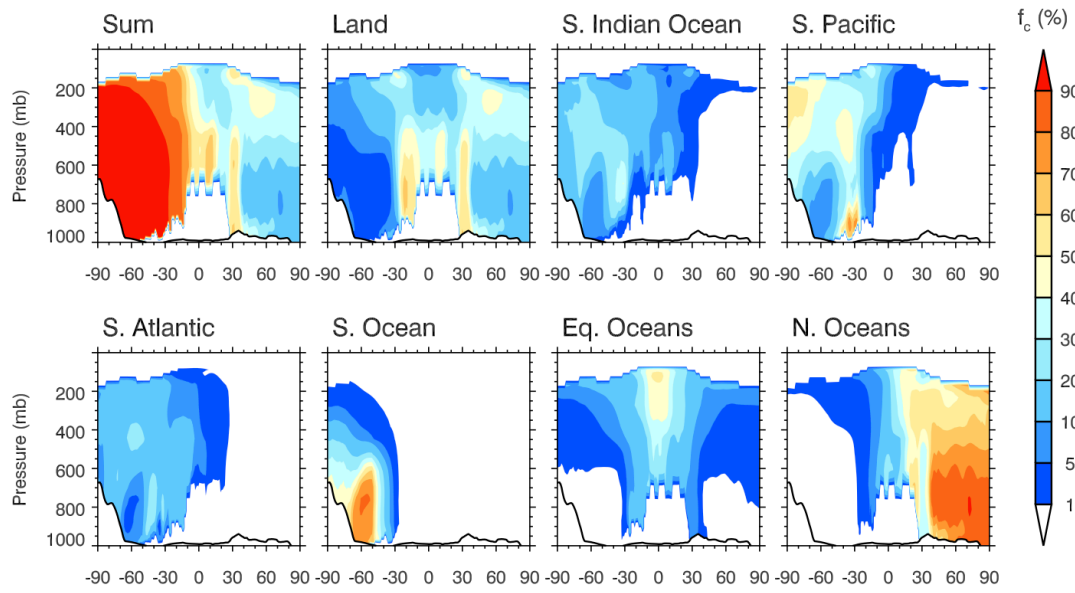 Sum Land S. Indian Ocean S. Pacific f_c (%)
Pressure (mb)
200 400 600 800 1000
-90 -60 -30 0 30 60 90 -90 -60 -30 0 30 60 90 -90 -60 -30 0 30 60 90 -90 -60 -30 0 30 60 90
S. Atlantic S. Ocean Eq. Oceans N. Oceans
Pressure (mb)
200 400 600 800 1000
-90 -60 -30 0 30 60 90 -90 -60 -30 0 30 60 90 -90 -60 -30 0 30 60 90 -90 -60 -30 0 30 60 90
90
80
70
60
50
40
30
20
10
5
1